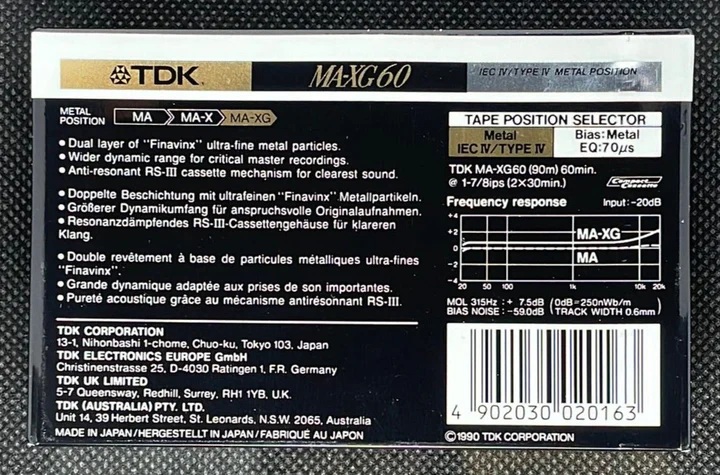 TDK. MA-XG60 IEC IV/TYPE IV METAL POSITION
METAL
POSITION MA MA-X MA-XG
• Dual layer of "Finavinx" ultra-fine metal particles.
• Wider dynamic range for critical master recordings.
• Anti-resonant RS-III cassette mechanism for clearest sound.
• Doppelte Beschichtung mit ultrafeinen "Finavinx" Metallpartikeln.
• Größerer Dynamikumfang für anspruchsvolle Originalaufnahmen.
• Resonanzdämpfendes RS-III-Cassettengehäuse für klareren
Klang.
• Double revêtement à base de particules métalliques ultra-fines
"Finavinx".
• Grande dynamique adaptée aux prises de son importantes.
• Pureté acoustique grâce au mécanisme antirésonnant RS-III.
TDK CORPORATION
13-1, Nihonbashi 1-chome, Chuo-ku, Tokyo 103, Japan
TDK ELECTRONICS EUROPE GmbH
Christinenstrasse 25, D-4030 Ratingen 1, F.R. Germany
TDK UK LIMITED
5-7 Queensway, Redhill, Surrey, RH1 1YB, U.K.
TDK (AUSTRALIA) PTY. LTD.
Unit 14, 39 Herbert Street, St. Leonards, N.S.W. 2065, Australia
MADE IN JAPAN/HERGESTELLT IN JAPAN/FABRIQUÉ AU JAPON
TAPE POSITION SELECTOR
Metal
IEC IV/TYPE IV
Bias: Metal
EQ: 70µs
TDK MA-XG60 (90m) 60min.
@ 1-7/8ips (2×30min.)
Compact Cassette
Frequency response Input: -20dB
+4
+2
0
-2
-4
MA-XG
MA
20 50 100 1k 10k 20k
MOL 315Hz : + 7.5dB (0dB=250nWb/m
BIAS NOISE : -59.0dB TRACK WIDTH 0.6mm)
4 902030 020163
©1990 TDK CORPORATION